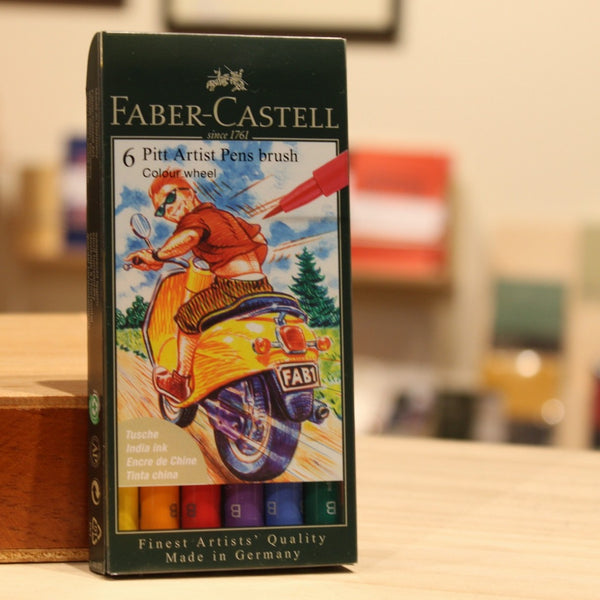 FABER-CASTELL
since 1761
6 Pitt Artist Pens brush
Colour wheel
FAB1
Tusche
India ink
Encre de Chine
Tinta china
B B B B B
Finest Artists' Quality
Made in Germany